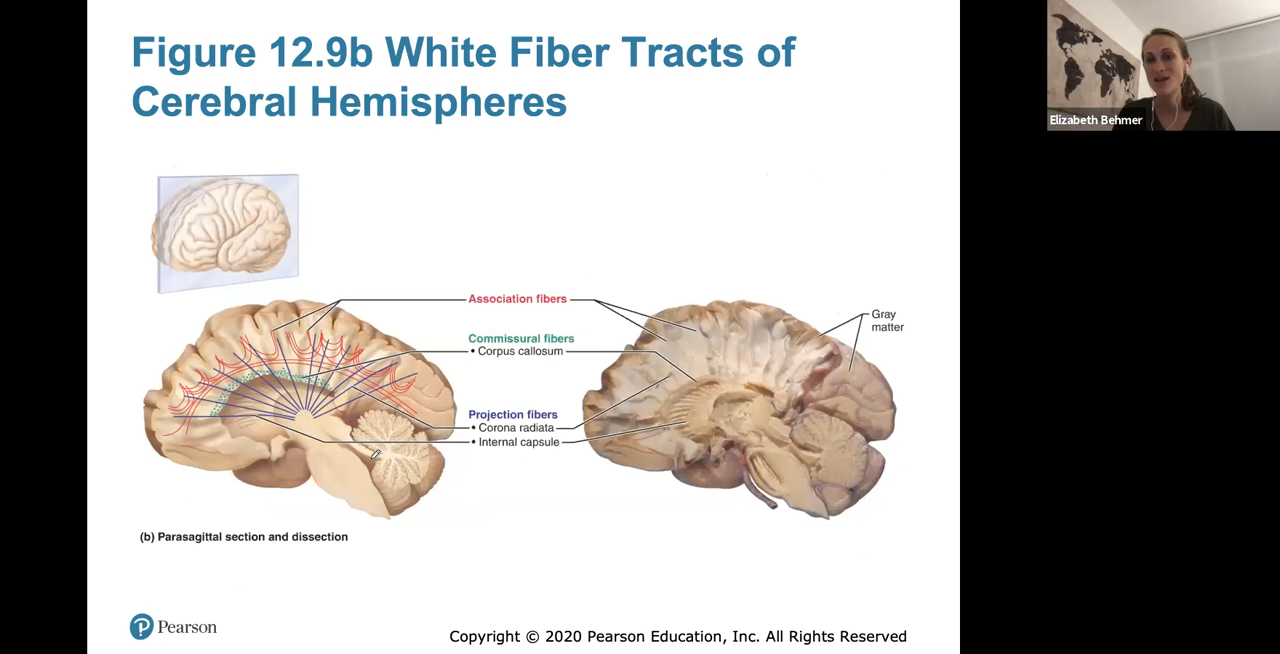 Figure 12.9b White Fiber Tracts of
Cerebral Hemispheres
Elizabeth Behmer
Association fibers
Gray
matter
Commissural fibers
• Corpus callosum
Projection fibers
• Corona radiata
• Internal capsule
(b) Parasagittal section and dissection
Pearson
Copyright © 2020 Pearson Education, Inc. All Rights Reserved